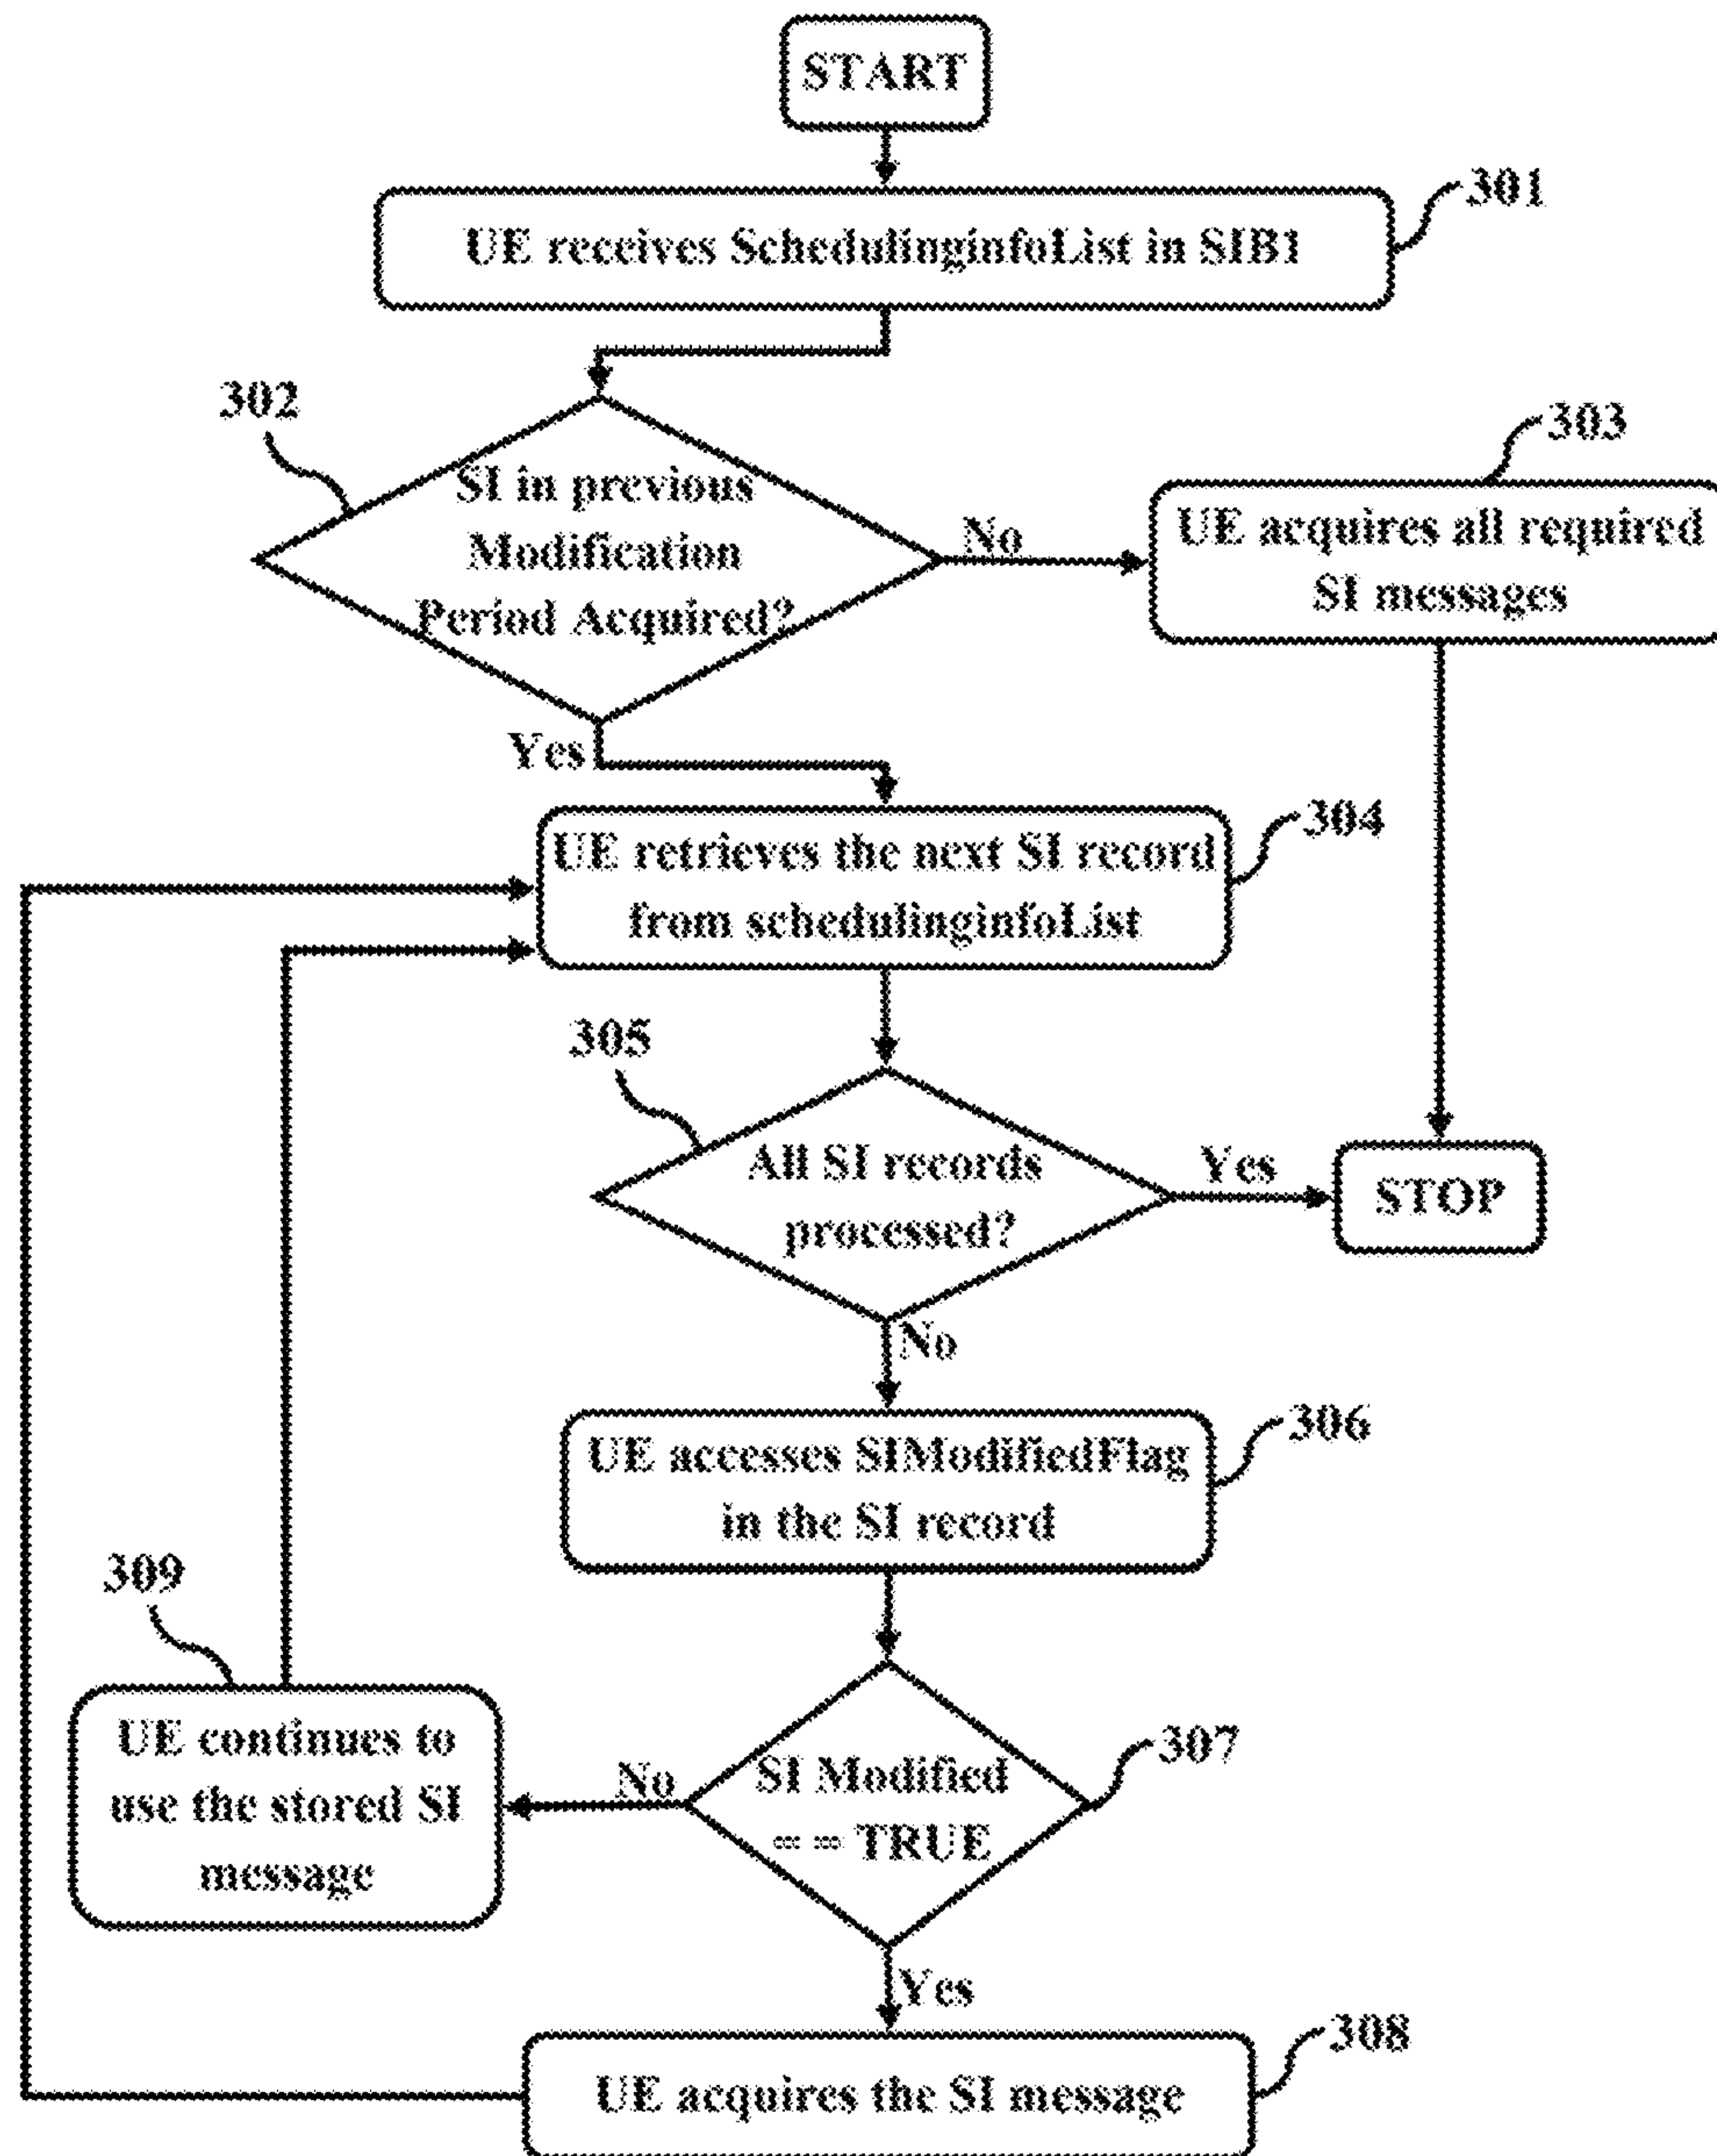 START
301
UE receives SchedulinginfoList in SIB1
302
SI in previous
Modification
Period Acquired?
No
303
UE acquires all required
SI messages
Yes
304
UE retrieves the next SI record
from schedulinginfoList
305
All SI records
processed?
Yes
STOP
No
306
UE accesses SIModifiedFlag
in the SI record
309
UE continues to
use the stored SI
message
No
307
SI Modified
= = TRUE
Yes
308
UE acquires the SI message